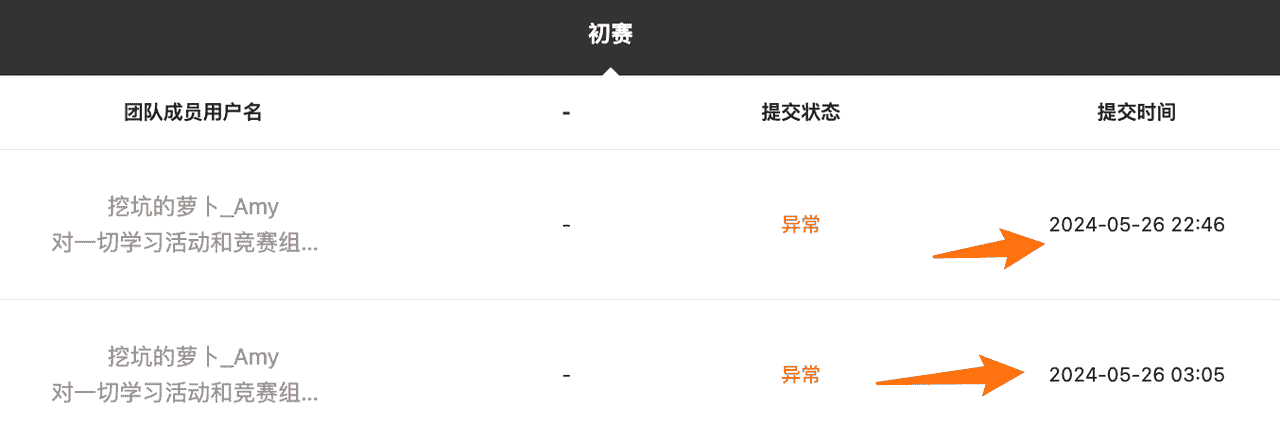 初赛
团队成员用户名 - 提交状态 提交时间
挖坑的萝卜_Amy
对一切学习活动和竞赛组... - 异常 2024-05-26 22:46
挖坑的萝卜_Amy
对一切学习活动和竞赛组... - 异常 2024-05-26 03:05